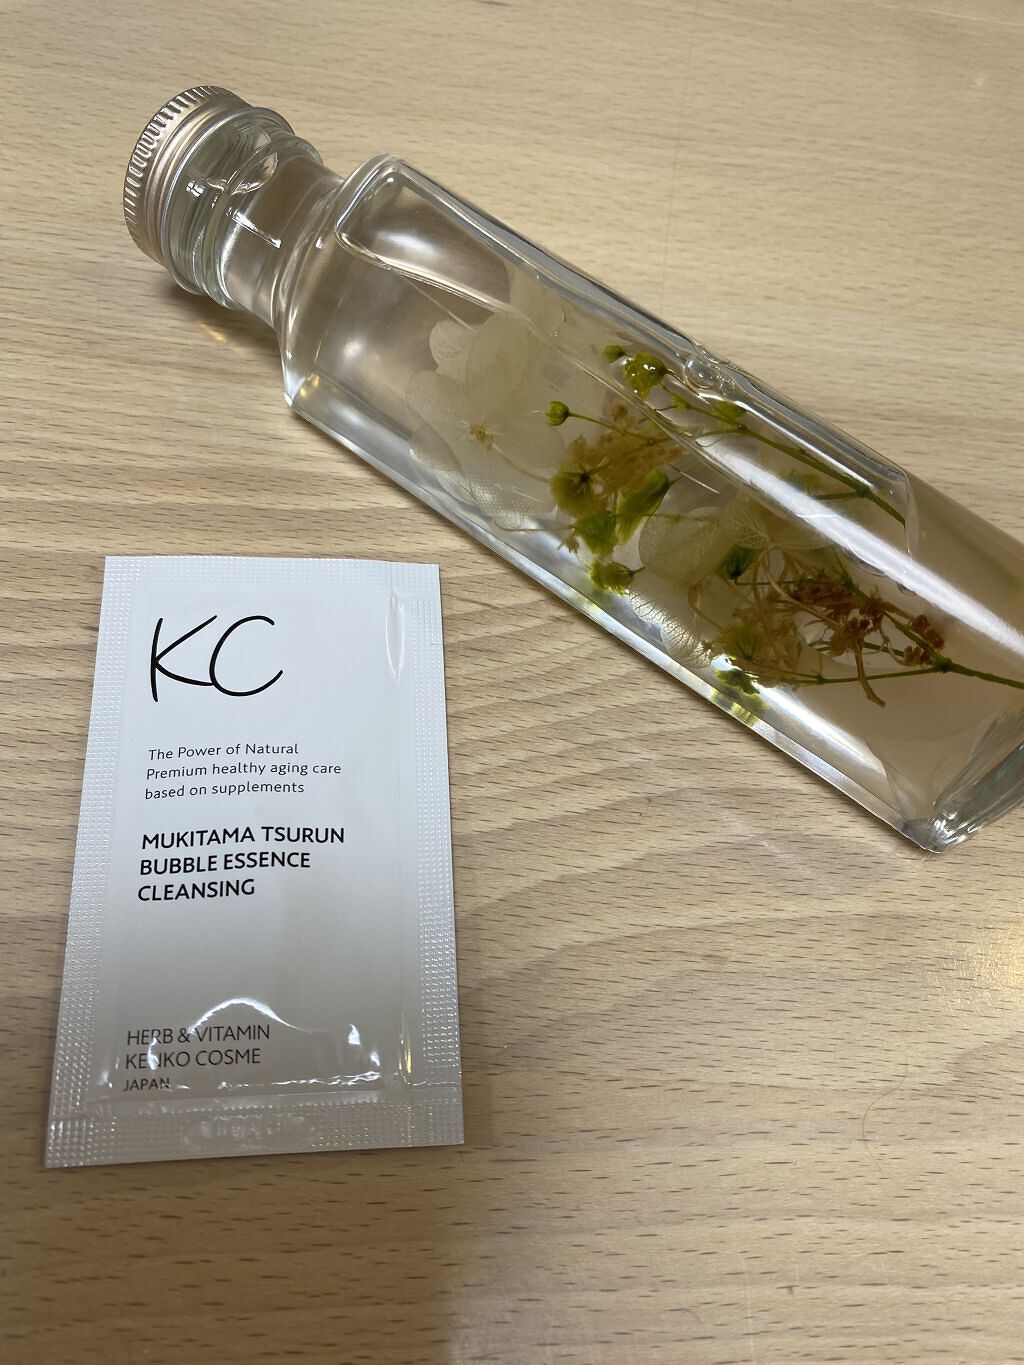 KC
The Power of Natural
Premium healthy aging care
based on supplements
MUKITAMA TSURUN
BUBBLE ESSENCE
CLEANSING
HERB & VITAMIN
KENKO COSME
JAPAN